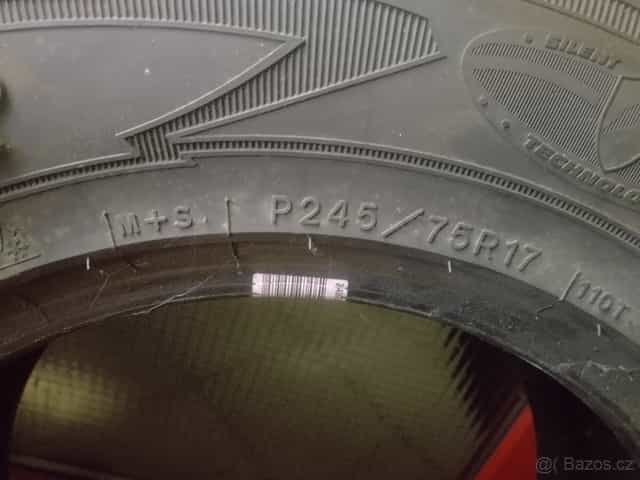 SILENT
TECHNOLO
M+S.
P245/75R17
110T
@( Bazos.cz